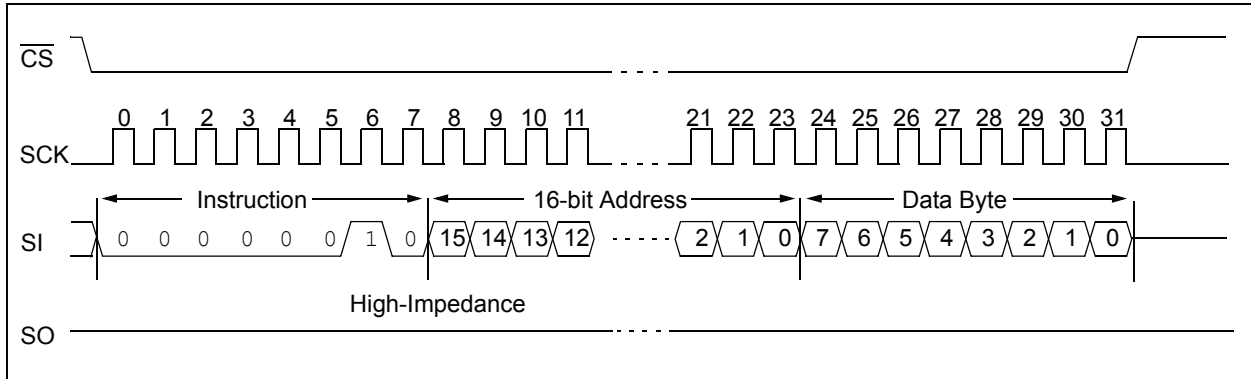 CS
0 1 2 3 4 5 6 7 8 9 10 11 21 22 23 24 25 26 27 28 29 30 31
SCK
Instruction 16-bit Address Data Byte
SI 0 0 0 0 0 0 1 0 15 14 13 12 2 1 0 7 6 5 4 3 2 1 0
High-Impedance
SO